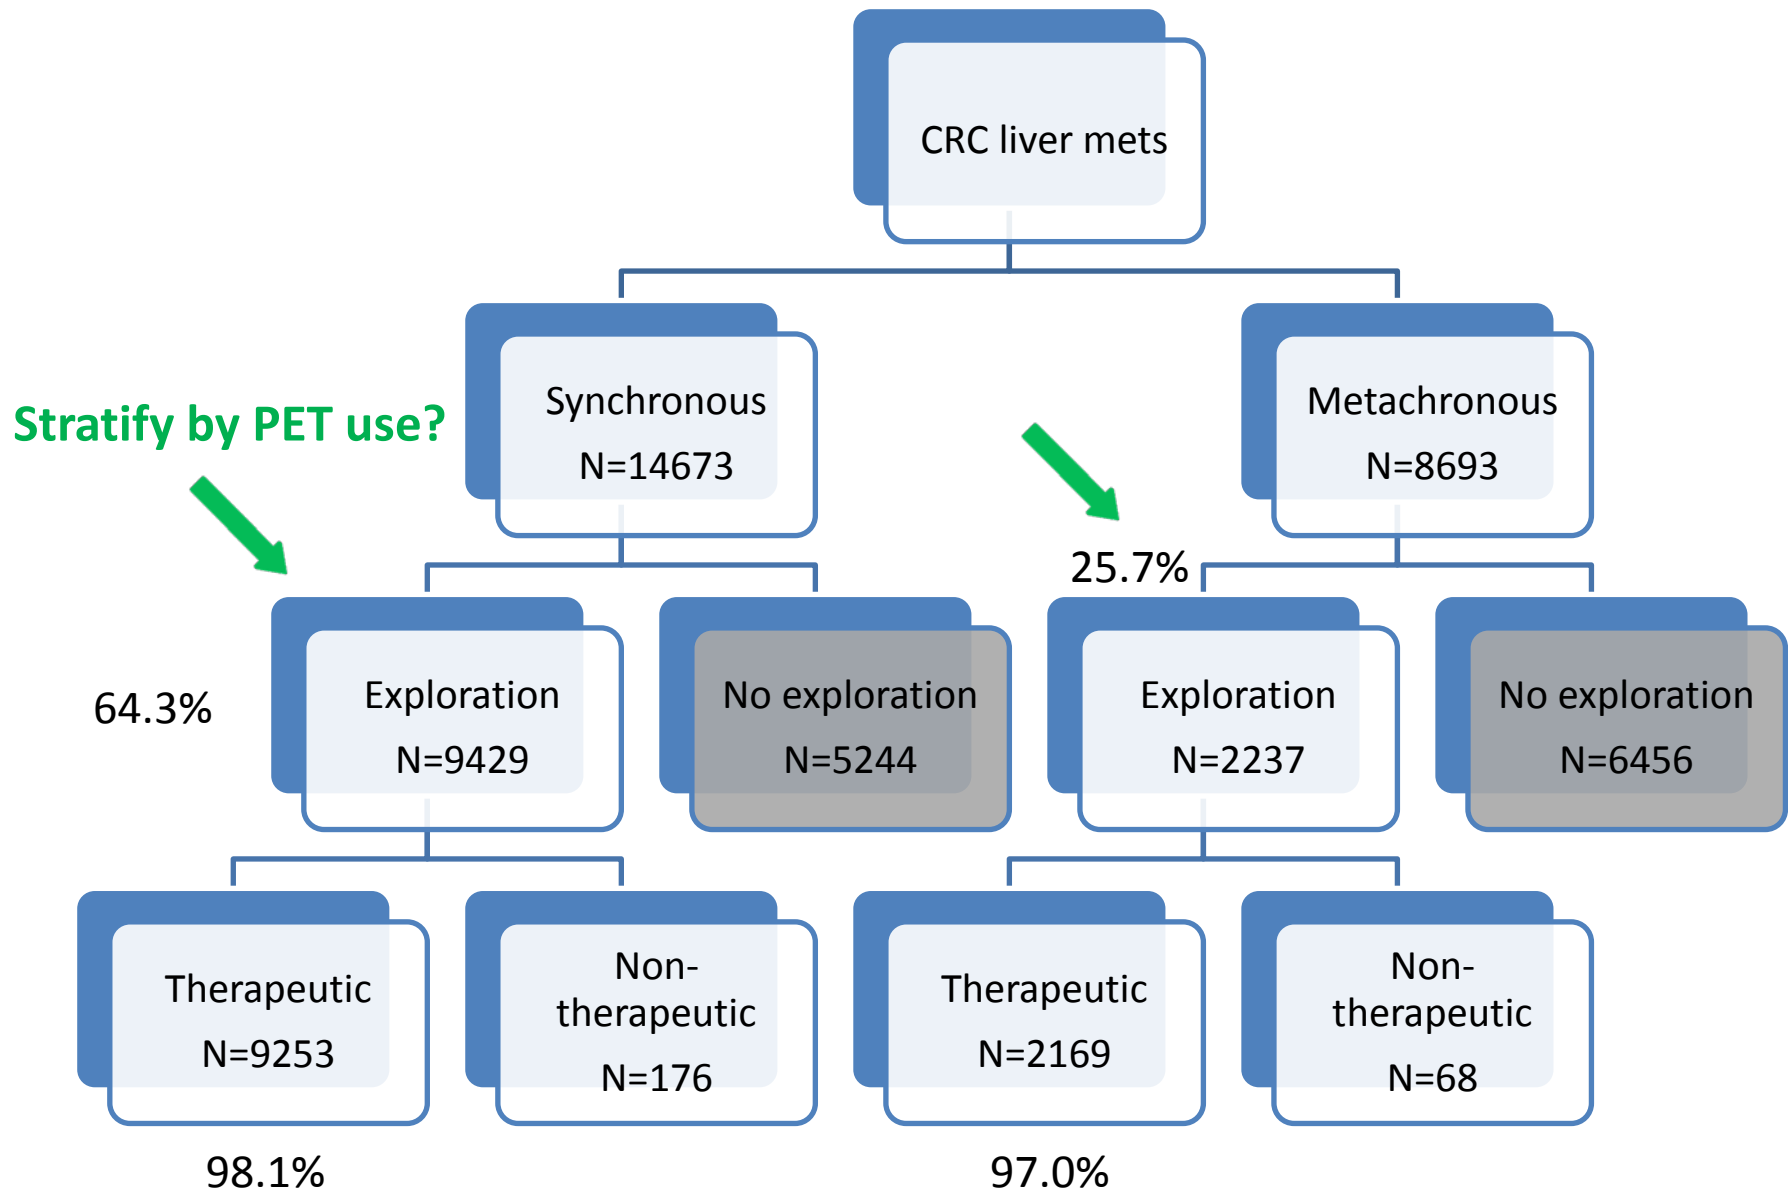 CRC liver mets
Synchronous
N=14673
Metachronous
N=8693
Stratify by PET use?
25.7%
64.3%
Exploration
N=9429
No exploration
N=5244
Exploration
N=2237
No exploration
N=6456
Therapeutic
N=9253
Non-
therapeutic
N=176
Therapeutic
N=2169
Non-
therapeutic
N=68
98.1%
97.0%